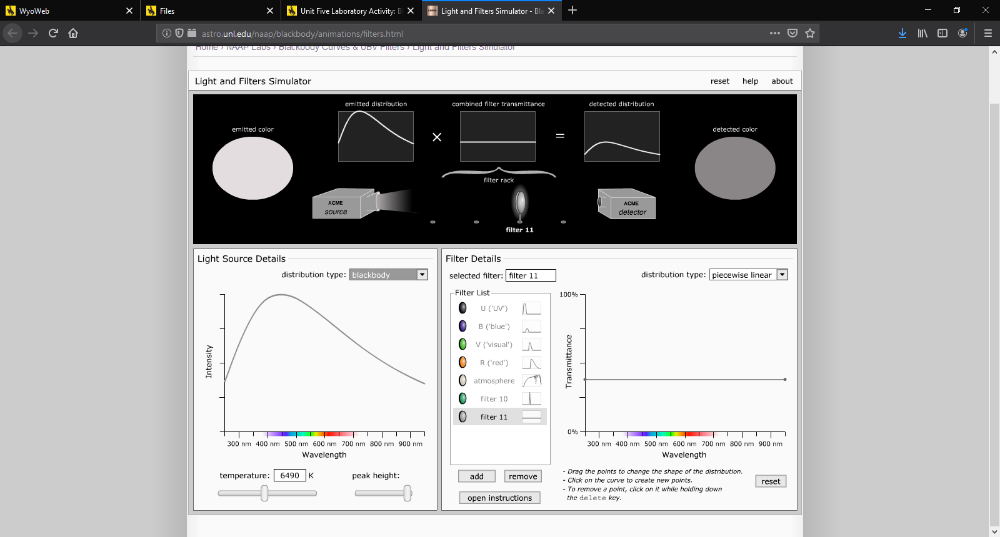 WyoWeb
Files
Unit Five Laboratory Activity: Bl
Light and Filters Simulator - Bla
astro.unl.edu/naap/blackbody/animations/filters.html
Home › NAAP Labs › Blackbody Curves & UBV Filters › Light and Filters Simulator
Light and Filters Simulator
reset help about
emitted distribution combined filter transmittance detected distribution
emitted color
detected color
×
=
filter rack
ACME
source
ACME
detector
filter 11
Light Source Details
distribution type: blackbody
Intensity
300 nm 400 nm 500 nm 600 nm 700 nm 800 nm 900 nm
Wavelength
temperature: 6490 K
peak height:
Filter Details
selected filter: filter 11
distribution type: piecewise linear
Filter List
U ('UV')
B ('blue')
V ('visual')
R ('red')
atmosphere
filter 10
filter 11
add remove
open instructions
100%
Transmittance
0%
300 nm 400 nm 500 nm 600 nm 700 nm 800 nm 900 nm
Wavelength
- Drag the points to change the shape of the distribution.
- Click on the curve to create new points.
- To remove a point, click on it while holding down
the delete key.
reset